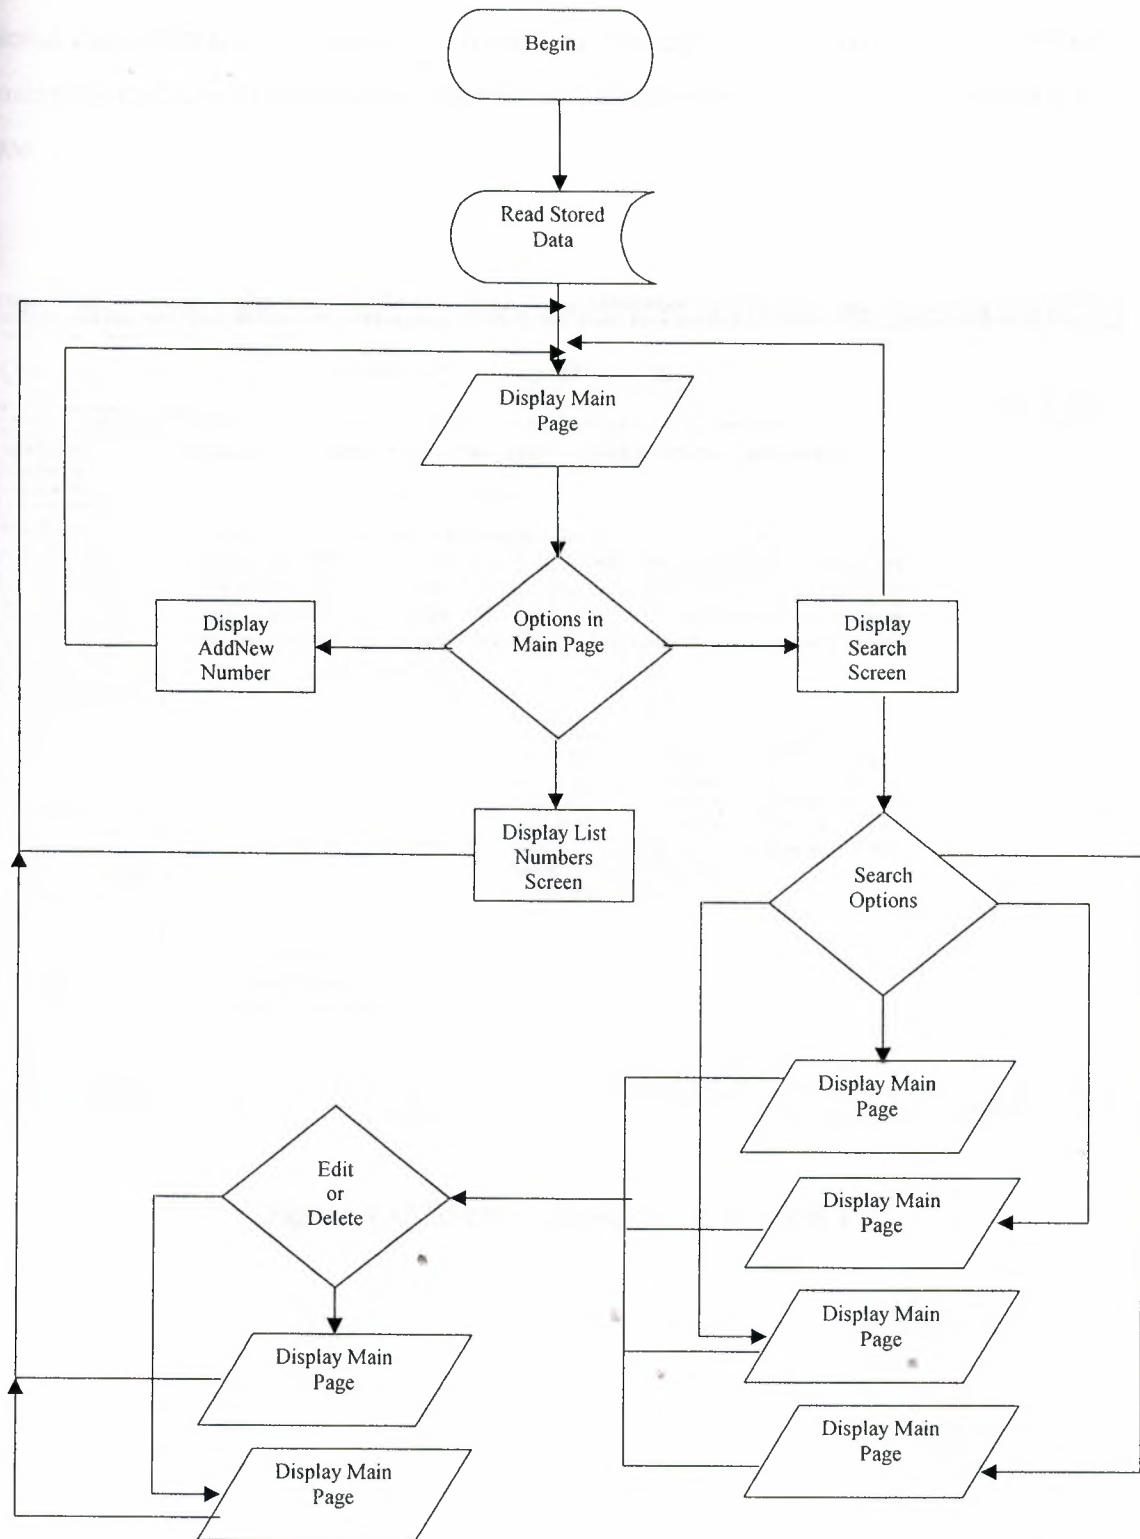 Begin
Read Stored
Data
Display Main
Page
Options in
Main Page
Display
AddNew
Number
Display
Search
Screen
Display List
Numbers
Screen
Search
Options
Display Main
Page
Edit
or
Delete
Display Main
Page
Display Main
Page
Display Main
Page
Display Main
Page
Display Main
Page